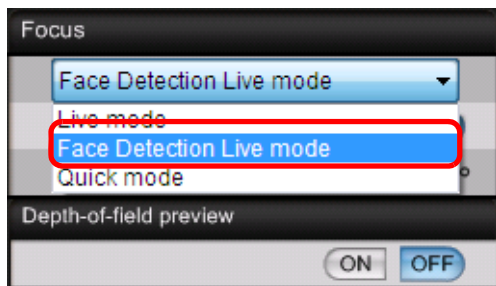 Focus
Face Detection Live mode
Live mode
Face Detection Live mode
Quick mode
Depth-of-field preview
ON OFF